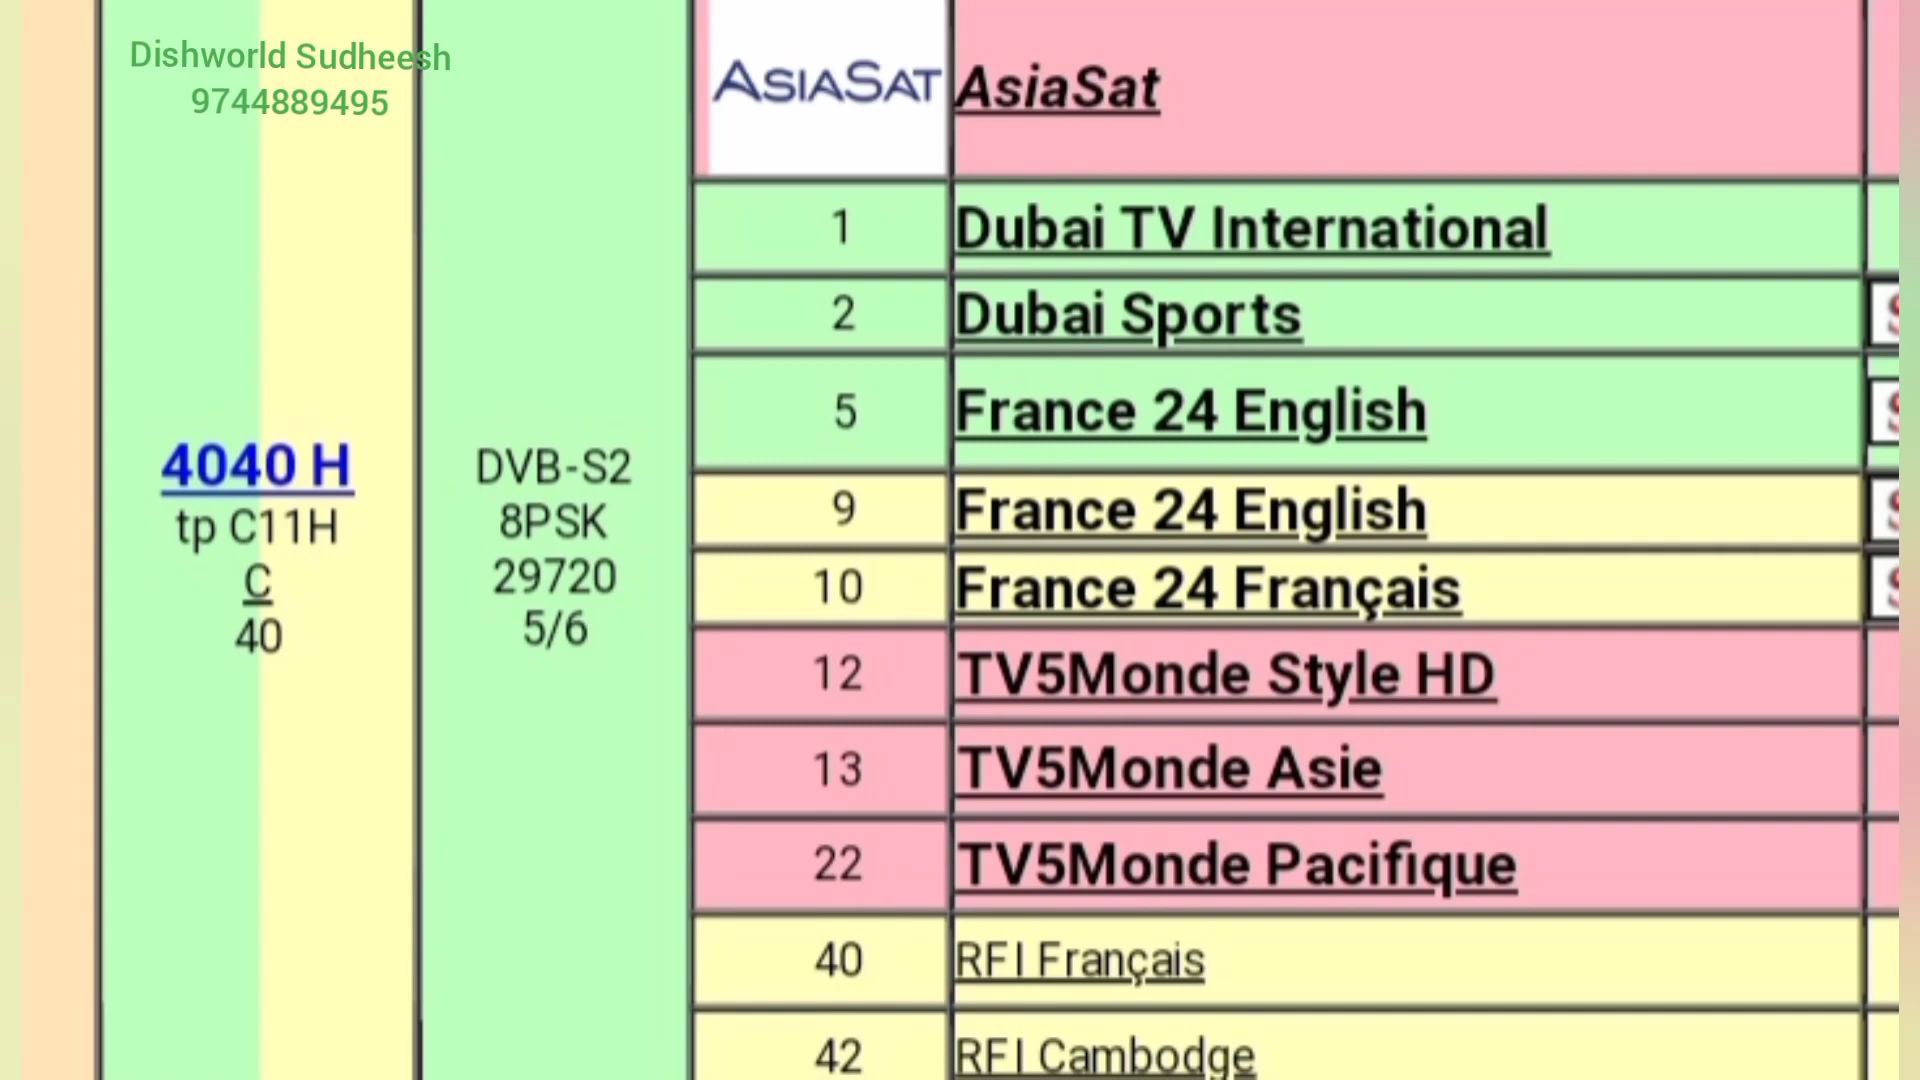 Dishworld Sudheesh
9744889495
ASIASAT
AsiaSat
4040 H
tp C11H
C
40
DVB-S2
8PSK
29720
5/6
1 Dubai TV International
2 Dubai Sports
5 France 24 English
9 France 24 English
10 France 24 Français
12 TV5Monde Style HD
13 TV5Monde Asie
22 TV5Monde Pacifique
40 RFI Français
42 RFI Cambodge